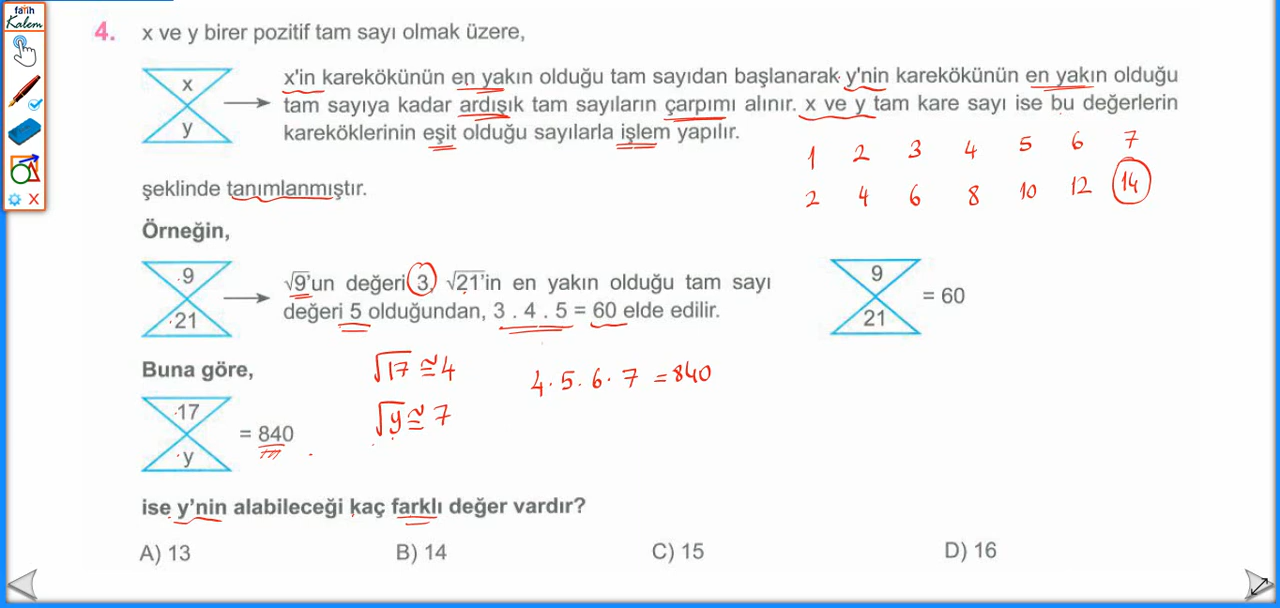 fatih
Kalem
4. x ve y birer pozitif tam sayı olmak üzere,
x
y
x'in karekökünün en yakın olduğu tam sayıdan başlanarak y'nin karekökünün en yakın olduğu
tam sayıya kadar ardışık tam sayıların çarpımı alınır. x ve y tam kare sayı ise bu değerlerin
kareköklerinin eşit olduğu sayılarla işlem yapılır.
1 2 3 4 5 6 7
2 4 6 8 10 12 14
şeklinde tanımlanmıştır.
Örneğin,
9
21
√9'un değeri 3, √21'in en yakın olduğu tam sayı
değeri 5 olduğundan, 3 . 4 . 5 = 60 elde edilir.
9
21
= 60
Buna göre,
17
y
= 840
√17 ≅ 4
√y ≅ 7
4 . 5 . 6 . 7 = 840
ise y'nin alabileceği kaç farklı değer vardır?
A) 13 B) 14 C) 15 D) 16